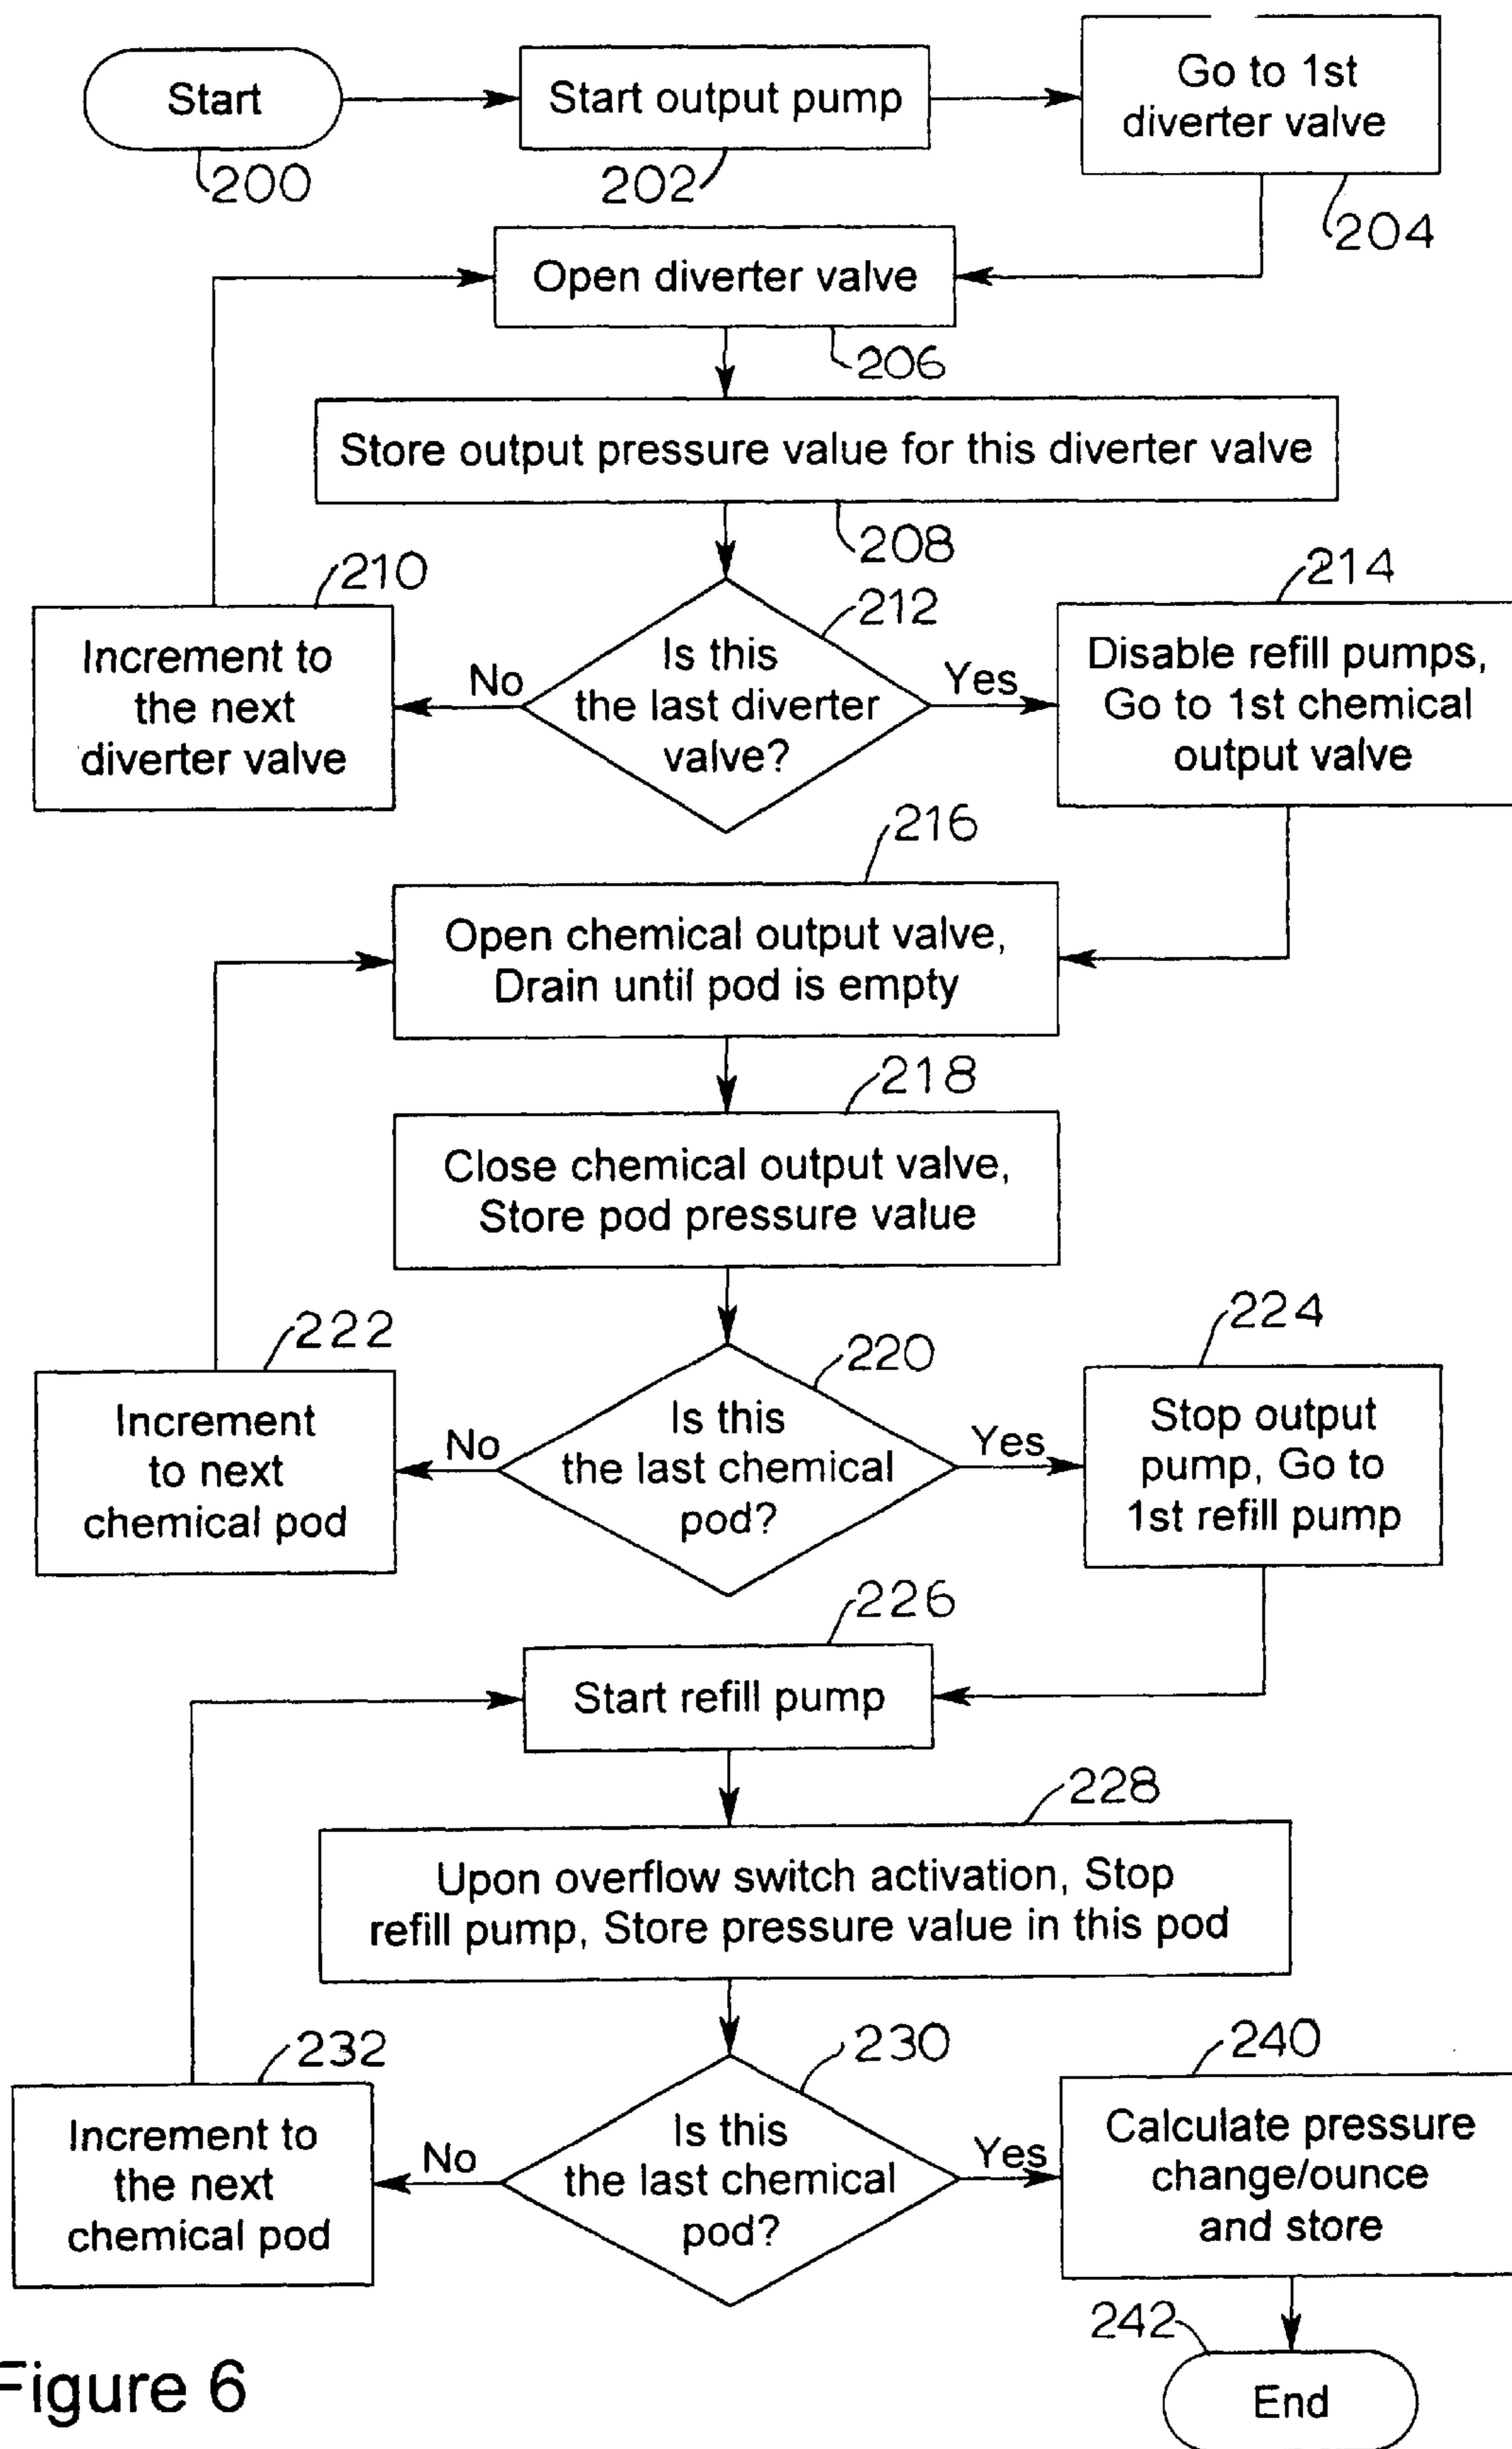 Start
Start output pump
Go to 1st
diverter valve
200
202
204
Open diverter valve
206
Store output pressure value for this diverter valve
208
210
212
214
Increment to
the next
diverter valve
No
Is this
the last diverter
valve?
Yes
Disable refill pumps,
Go to 1st chemical
output valve
216
Open chemical output valve,
Drain until pod is empty
218
Close chemical output valve,
Store pod pressure value
222
220
224
Increment
to next
chemical pod
No
Is this
the last chemical
pod?
Yes
Stop output
pump, Go to
1st refill pump
226
Start refill pump
228
Upon overflow switch activation, Stop
refill pump, Store pressure value in this pod
232
230
240
Increment to
the next
chemical pod
No
Is this
the last chemical
pod?
Yes
Calculate pressure
change/ounce
and store
242
End
Figure 6